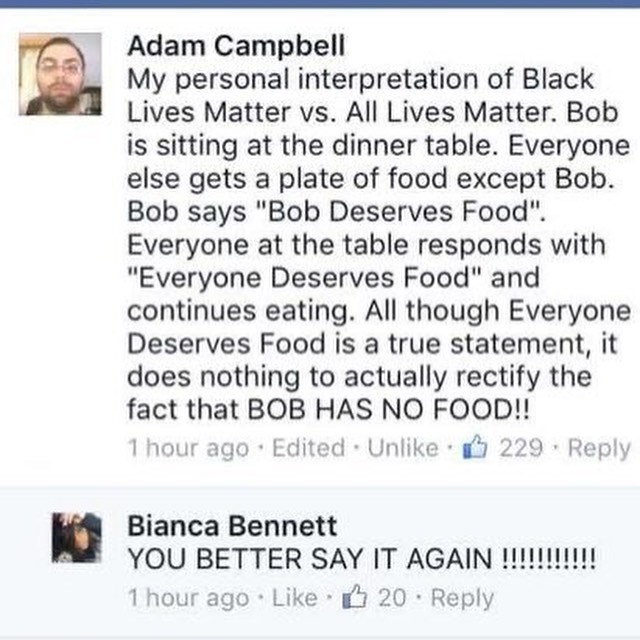 Adam Campbell
My personal interpretation of Black
Lives Matter vs. All Lives Matter. Bob
is sitting at the dinner table. Everyone
else gets a plate of food except Bob.
Bob says "Bob Deserves Food".
Everyone at the table responds with
"Everyone Deserves Food" and
continues eating. All though Everyone
Deserves Food is a true statement, it
does nothing to actually rectify the
fact that BOB HAS NO FOOD!!
1 hour ago · Edited · Unlike · 229 · Reply
Bianca Bennett
YOU BETTER SAY IT AGAIN !!!!!!!!!!!
1 hour ago · Like · 20 · Reply